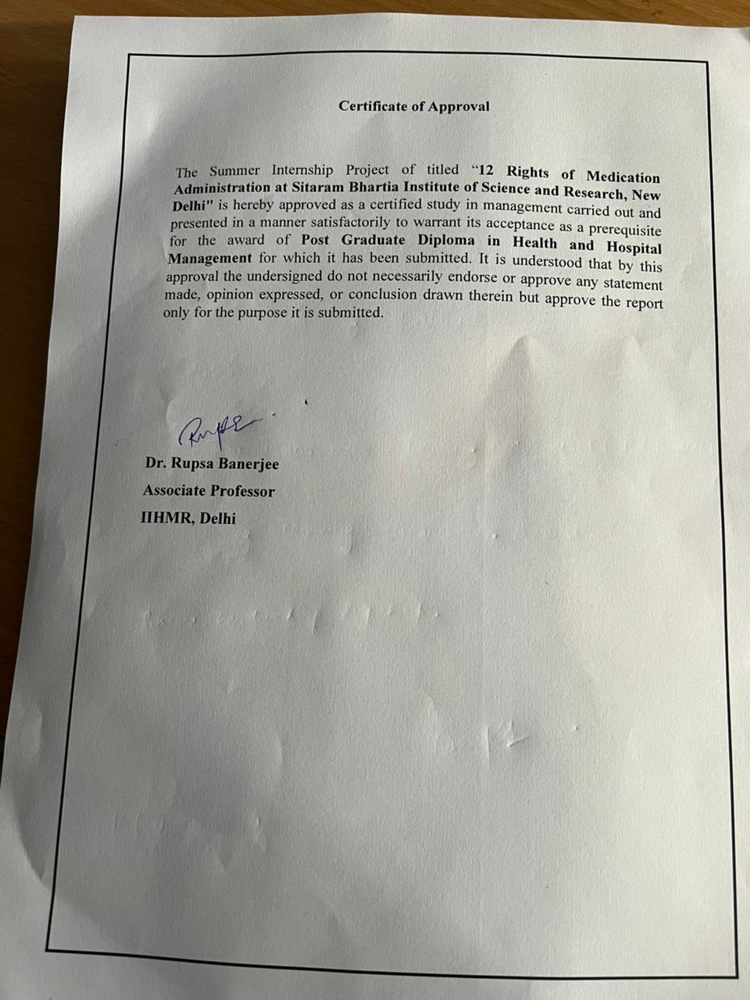 Certificate of Approval
The Summer Internship Project of titled “12 Rights of Medication
Administration at Sitaram Bhartia Institute of Science and Research, New
Delhi" is hereby approved as a certified study in management carried out and
presented in a manner satisfactorily to warrant its acceptance as a prerequisite
for the award of Post Graduate Diploma in Health and Hospital
Management for which it has been submitted. It is understood that by this
approval the undersigned do not necessarily endorse or approve any statement
made, opinion expressed, or conclusion drawn therein but approve the report
only for the purpose it is submitted.
Dr. Rupsa Banerjee
Associate Professor
IIHMR, Delhi